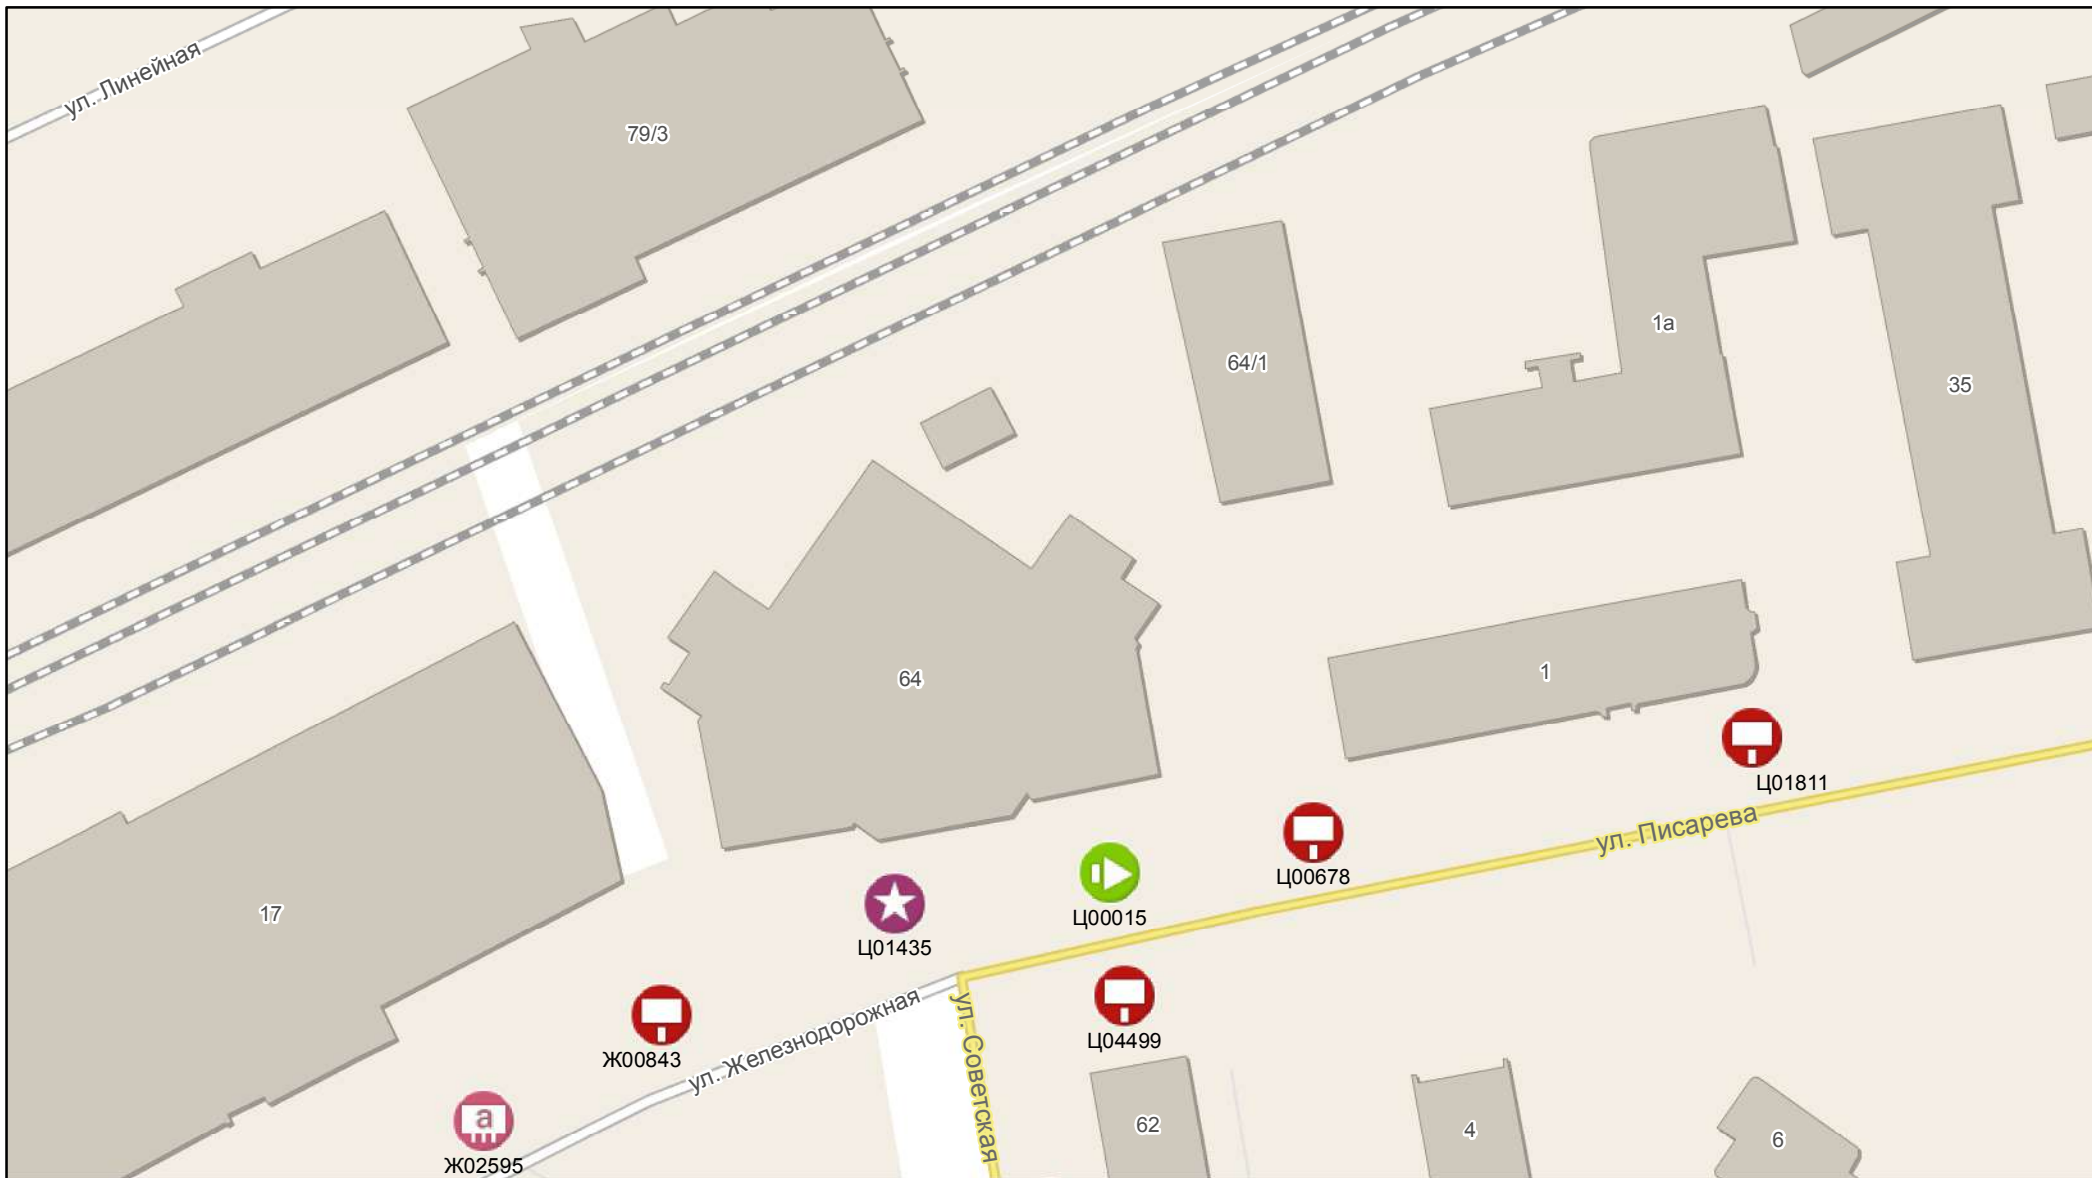 ул. Линейная
79/3
1а
64/1
35
64
1
Ц01811
ул. Писарева
Ц00678
17
Ц00015
Ц01435
ул. Железнодорожная
ул. Советская
Ц04499
Ж00843
62
4
6
a
Ж02595